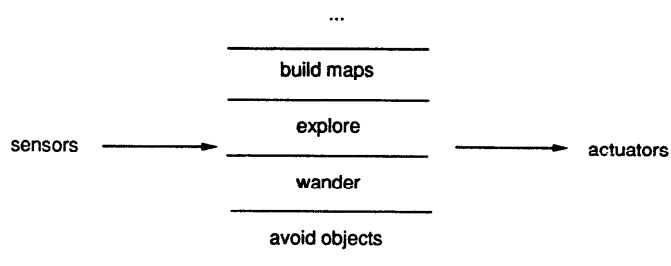 ...
build maps
explore
sensors
actuators
wander
avoid objects